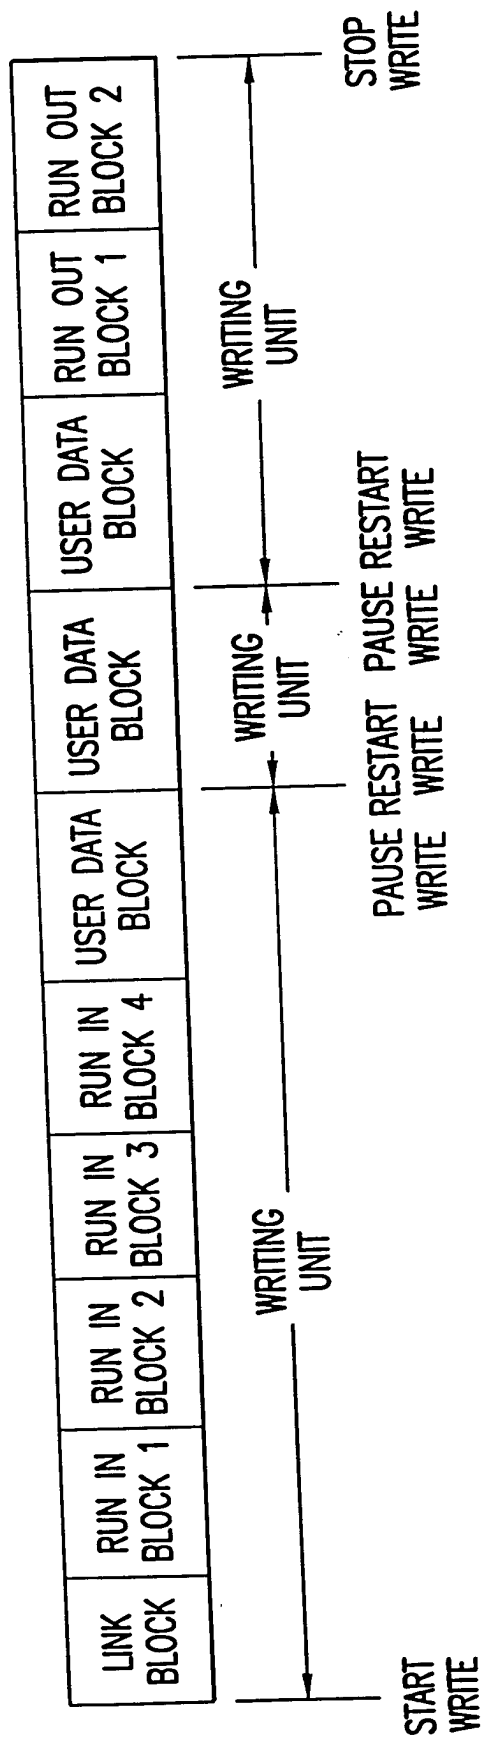 LINK
BLOCK
RUN IN
BLOCK 1
RUN IN
BLOCK 2
RUN IN
BLOCK 3
RUN IN
BLOCK 4
USER DATA
BLOCK
USER DATA
BLOCK
USER DATA
BLOCK
RUN OUT
BLOCK 1
RUN OUT
BLOCK 2
WRITING
UNIT
WRITING
UNIT
WRITING
UNIT
START
WRITE
PAUSE RESTART
WRITE WRITE
PAUSE RESTART
WRITE WRITE
STOP
WRITE